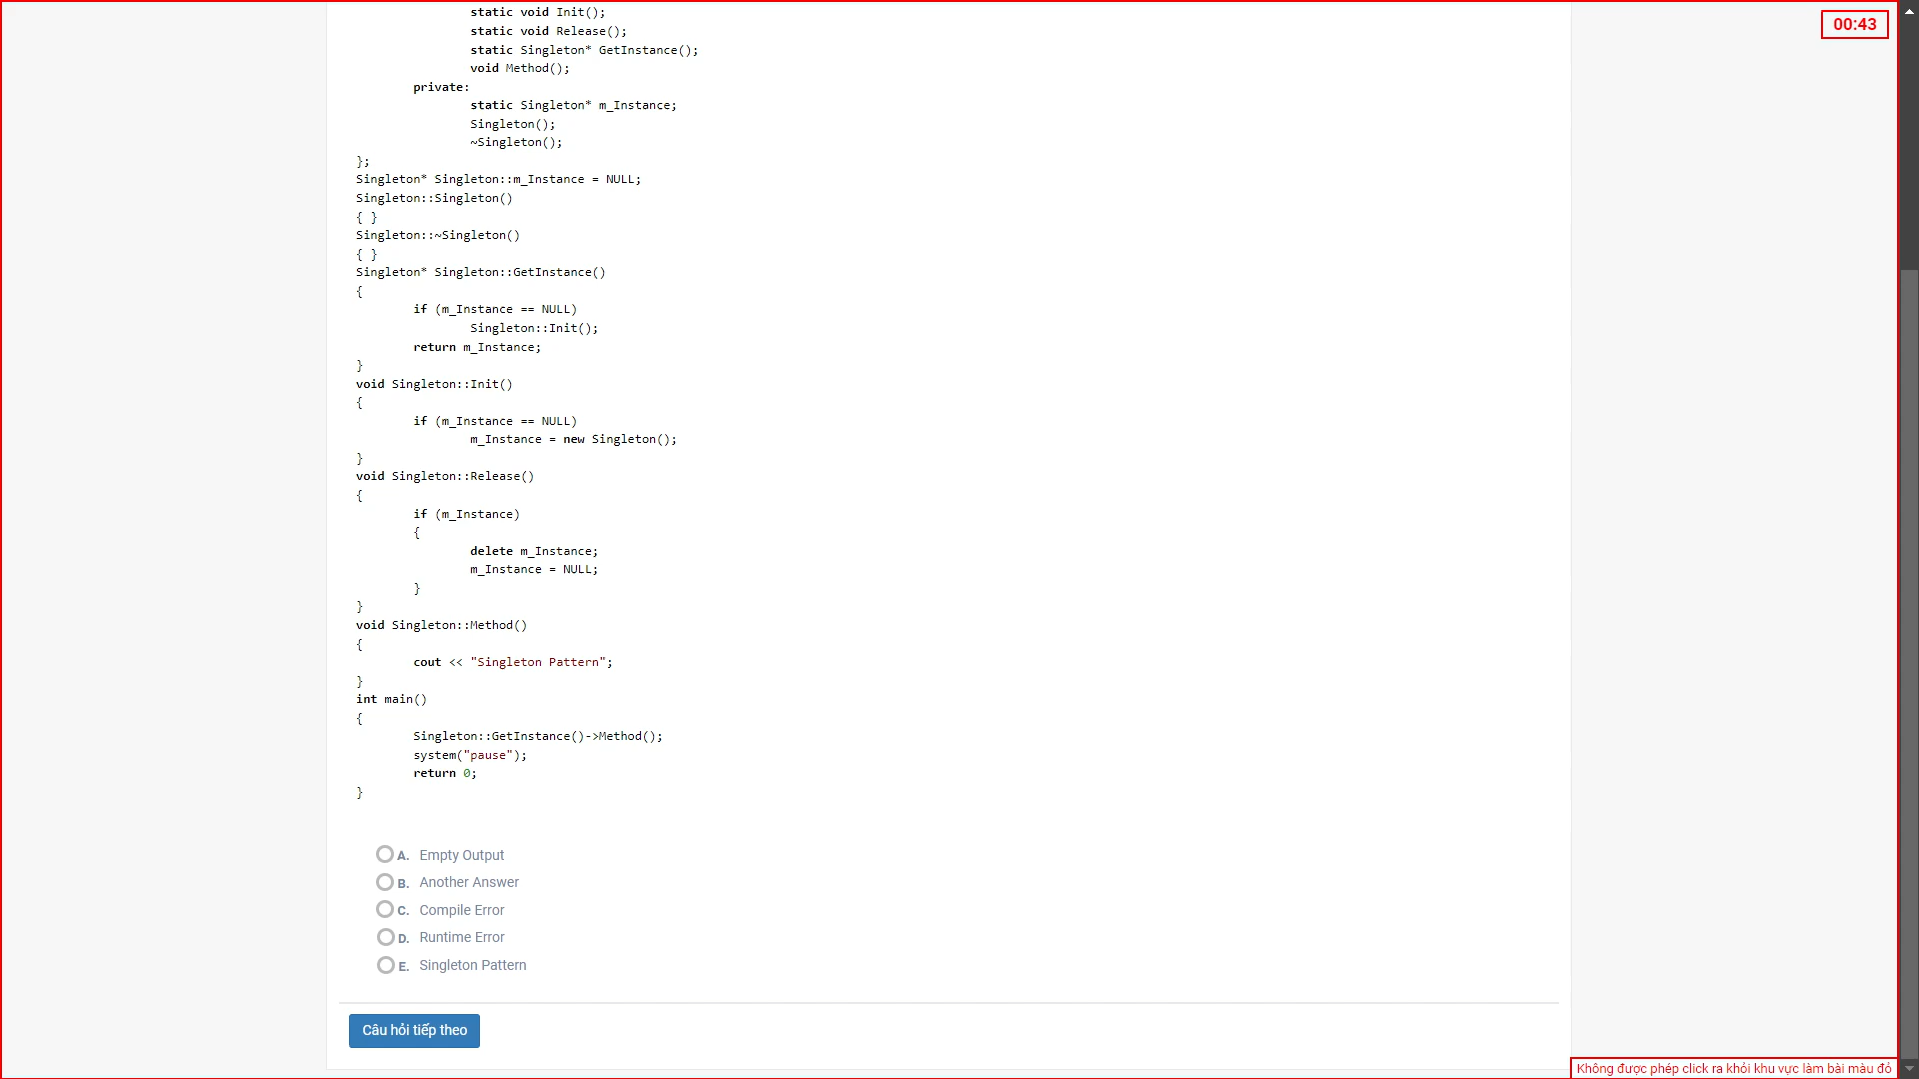 00:43
static void Init();
static void Release();
static Singleton* GetInstance();
void Method();
private:
static Singleton* m_Instance;
Singleton();
~Singleton();
};
Singleton* Singleton::m_Instance = NULL;
Singleton::Singleton()
{ }
Singleton::~Singleton()
{ }
Singleton* Singleton::GetInstance()
{
if (m_Instance == NULL)
Singleton::Init();
return m_Instance;
}
void Singleton::Init()
{
if (m_Instance == NULL)
m_Instance = new Singleton();
}
void Singleton::Release()
{
if (m_Instance)
{
delete m_Instance;
m_Instance = NULL;
}
}
void Singleton::Method()
{
cout << "Singleton Pattern";
}
int main()
{
Singleton::GetInstance()->Method();
system("pause");
return 0;
}
A. Empty Output
B. Another Answer
C. Compile Error
D. Runtime Error
E. Singleton Pattern
Câu hỏi tiếp theo
Không được phép click ra khỏi khu vực làm bài màu đỏ